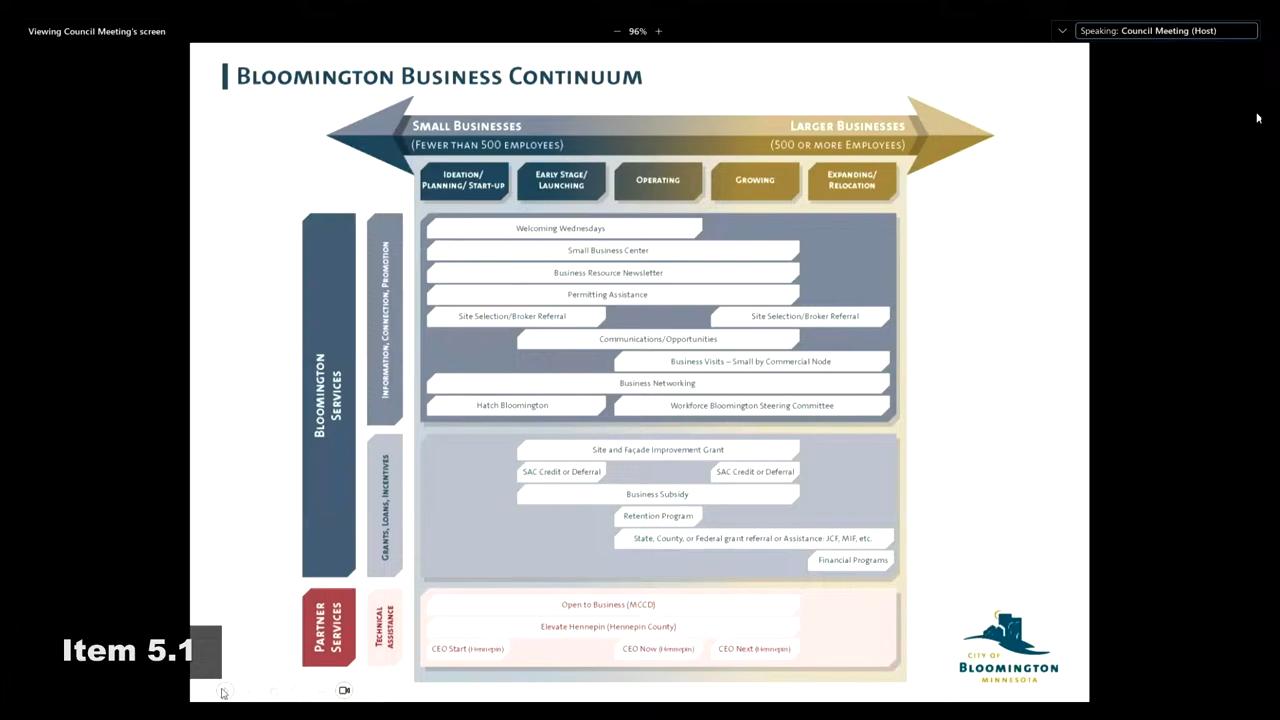 Viewing Council Meeting's screen
− 96% +
Speaking: Council Meeting (Host)
BLOOMINGTON BUSINESS CONTINUUM
SMALL BUSINESSES
(FEWER THAN 500 EMPLOYEES)
LARGER BUSINESSES
(500 OR MORE EMPLOYEES)
IDEATION/
PLANNING/ START-UP
EARLY STAGE/
LAUNCHING
OPERATING
GROWING
EXPANDING/
RELOCATION
BLOOMINGTON
SERVICES
INFORMATION, CONNECTION, PROMOTION
Welcoming Wednesdays
Small Business Center
Business Resource Newsletter
Permitting Assistance
Site Selection/Broker Referral
Site Selection/Broker Referral
Communications/Opportunities
Business Visits – Small by Commercial Node
Business Networking
Hatch Bloomington
Workforce Bloomington Steering Committee
GRANTS, LOANS, INCENTIVES
Site and Façade Improvement Grant
SAC Credit or Deferral
SAC Credit or Deferral
Business Subsidy
Retention Program
State, County, or Federal grant referral or Assistance: JCF, MIF, etc.
Financial Programs
PARTNER
SERVICES
TECHNICAL
ASSISTANCE
Open to Business (MCCD)
Elevate Hennepin (Hennepin County)
CEO Start (Hennepin)
CEO Now (Hennepin)
CEO Next (Hennepin)
Item 5.1
CITY OF
BLOOMINGTON
MINNESOTA